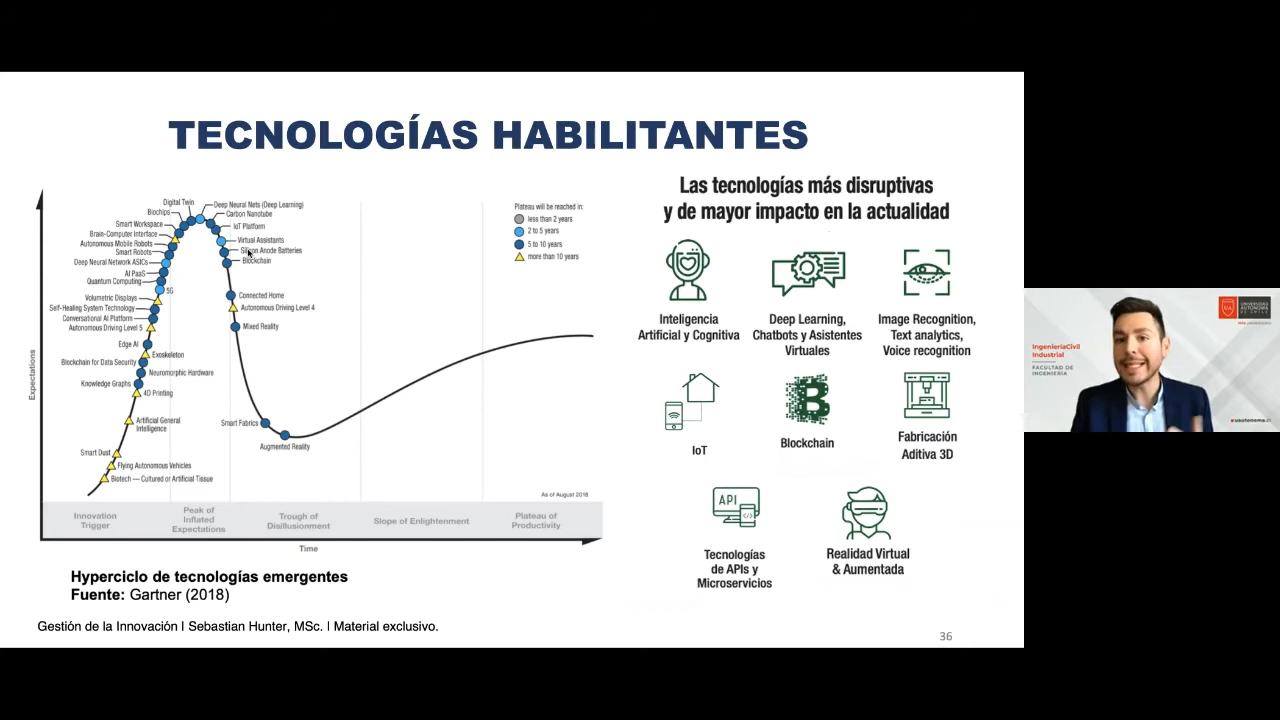 TECNOLOGÍAS HABILITANTES
Digital Twin
Deep Neural Nets (Deep Learning)
Biochips
Carbon Nanotube
Smart Workspace
IoT Platform
Brain-Computer Interface
Virtual Assistants
Autonomous Mobile Robots
Silicon Anode Batteries
Smart Robots
Blockchain
Deep Neural Network ASICs
AI PaaS
Quantum Computing
5G
Connected Home
Volumetric Displays
Autonomous Driving Level 4
Self-Healing System Technology
Conversational AI Platform
Mixed Reality
Autonomous Driving Level 5
Edge AI
Exoskeleton
Blockchain for Data Security
Neuromorphic Hardware
Knowledge Graphs
4D Printing
Artificial General
Intelligence
Smart Fabrics
Augmented Reality
Smart Dust
Flying Autonomous Vehicles
Biotech — Cultured or Artificial Tissue
Plateau will be reached in:
less than 2 years
2 to 5 years
5 to 10 years
more than 10 years
As of August 2018
Expectations
Innovation
Trigger
Peak of
Inflated
Expectations
Trough of
Disillusionment
Slope of Enlightenment
Plateau of
Productivity
Time
Hyperciclo de tecnologías emergentes
Fuente: Gartner (2018)
Gestión de la Innovación I Sebastian Hunter, MSc. I Material exclusivo.
Las tecnologías más disruptivas
y de mayor impacto en la actualidad
Inteligencia
Artificial y Cognitiva
Deep Learning,
Chatbots y Asistentes
Virtuales
Image Recognition,
Text analytics,
Voice recognition
IoT
Blockchain
Fabricación
Aditiva 3D
API
Tecnologías
de APIs y
Microservicios
Realidad Virtual
& Aumentada
36
IngenieríaCivil
Industrial
FACULTAD DE
INGENIERÍA
UNIVERSIDAD
AUTÓNOMA
DE CHILE
uautonoma.cl